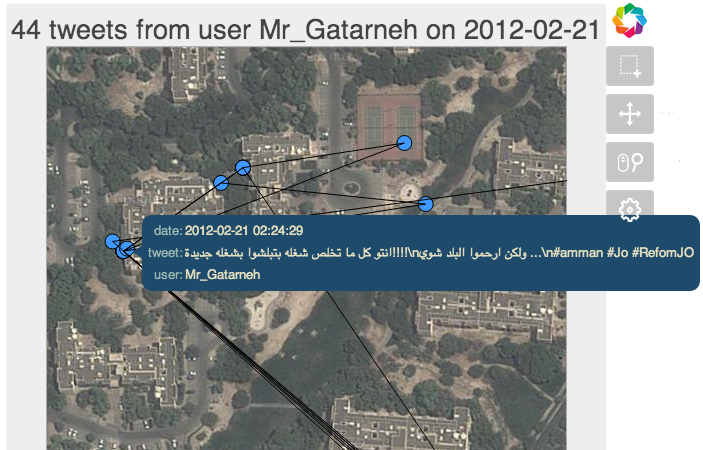 44 tweets from user Mr_Gatarneh on 2012-02-21
date: 2012-02-21 02:24:29
tweet: انتو كل ما تخلص شغله بتبلشوا بشغله جديدة!!!!\nولكن ارحموا البلد شوي ...\n#amman #Jo #RefomJO
user: Mr_Gatarneh